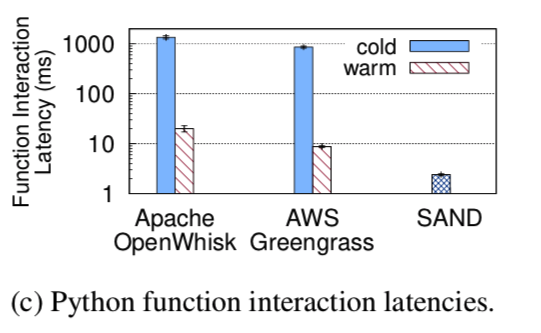 Function Interaction
Latency (ms)
1000
100
10
1
cold
warm
Apache
OpenWhisk
AWS
Greengrass
SAND
(c) Python function interaction latencies.